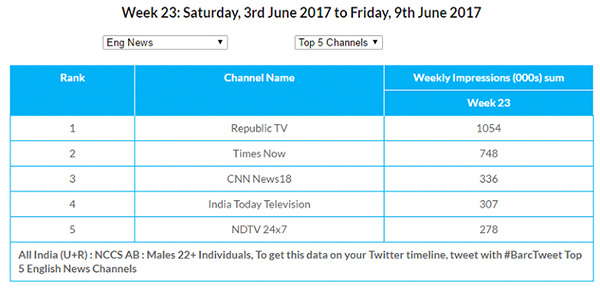 Week 23: Saturday, 3rd June 2017 to Friday, 9th June 2017
Eng News Top 5 Channels
Rank Channel Name Weekly Impressions (000s) sum
Week 23
1 Republic TV 1054
2 Times Now 748
3 CNN News18 336
4 India Today Television 307
5 NDTV 24x7 278
All India (U+R) : NCCS AB : Males 22+ Individuals, To get this data on your Twitter timeline, tweet with #BarcTweet Top
5 English News Channels